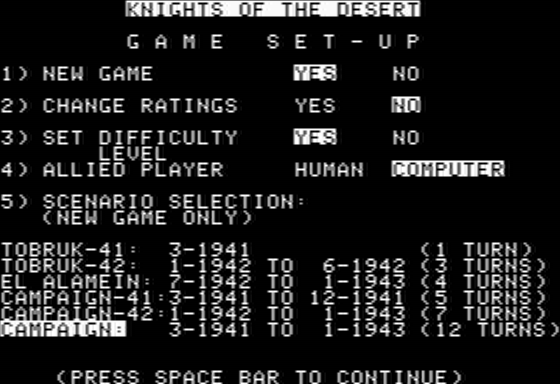 KNIGHTS OF THE DESERT
GAME SET-UP
1) NEW GAME YES NO
2) CHANGE RATINGS YES NO
3) SET DIFFICULTY YES NO
LEVEL
4) ALLIED PLAYER HUMAN COMPUTER
5) SCENARIO SELECTION:
(NEW GAME ONLY)
TOBRUK-41: 3-1941 (1 TURN)
TOBRUK-42: 1-1942 TO 6-1942 (3 TURNS)
EL ALAMEIN: 7-1942 TO 1-1943 (4 TURNS)
CAMPAIGN-41:3-1941 TO 12-1941 (5 TURNS)
CAMPAIGN-42:1-1942 TO 1-1943 (7 TURNS)
CAMPAIGN: 3-1941 TO 1-1943 (12 TURNS)
(PRESS SPACE BAR TO CONTINUE)